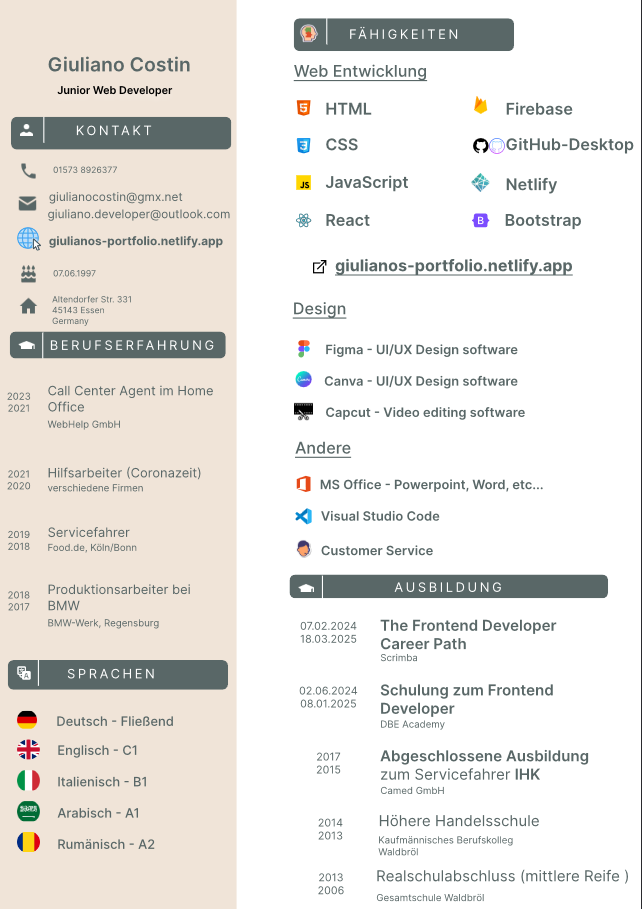 Giuliano Costin
Junior Web Developer
KONTAKT
01573 8926377
giulianocostin@gmx.net
giuliano.developer@outlook.com
giulianos-portfolio.netlify.app
07.06.1997
Altendorfer Str. 331
45143 Essen
Germany
BERUFSERFAHRUNG
2023
2021
Call Center Agent im Home
Office
WebHelp GmbH
2021
2020
Hilfsarbeiter (Coronazeit)
verschiedene Firmen
2019
2018
Servicefahrer
Food.de, Köln/Bonn
2018
2017
Produktionsarbeiter bei
BMW
BMW-Werk, Regensburg
SPRACHEN
Deutsch - Fließend
Englisch - C1
Italienisch - B1
Arabisch - A1
Rumänisch - A2
FÄHIGKEITEN
Web Entwicklung
HTML
Firebase
CSS
GitHub-Desktop
JS
JavaScript
Netlify
React
Bootstrap
giulianos-portfolio.netlify.app
Design
Figma - UI/UX Design software
Canva - UI/UX Design software
Capcut - Video editing software
Andere
MS Office - Powerpoint, Word, etc...
Visual Studio Code
Customer Service
AUSBILDUNG
07.02.2024
18.03.2025
The Frontend Developer
Career Path
Scrimba
02.06.2024
08.01.2025
Schulung zum Frontend
Developer
DBE Academy
2017
2015
Abgeschlossene Ausbildung
zum Servicefahrer IHK
Camed GmbH
2014
2013
Höhere Handelsschule
Kaufmännisches Berufskolleg
Waldbröl
2013
2006
Realschulabschluss (mittlere Reife )
Gesamtschule Waldbröl